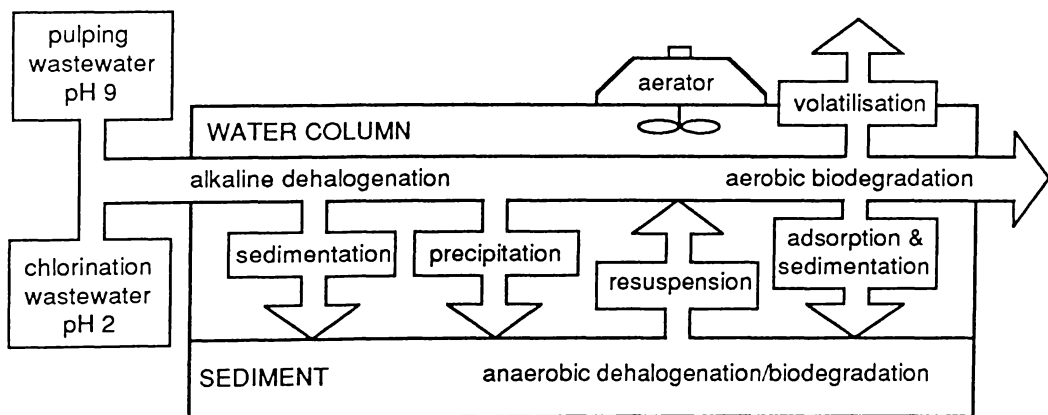 pulping
wastewater
pH 9
aerator
volatilisation
WATER COLUMN
alkaline dehalogenation
aerobic biodegradation
sedimentation
precipitation
resuspension
adsorption &
sedimentation
chlorination
wastewater
pH 2
SEDIMENT
anaerobic dehalogenation/biodegradation